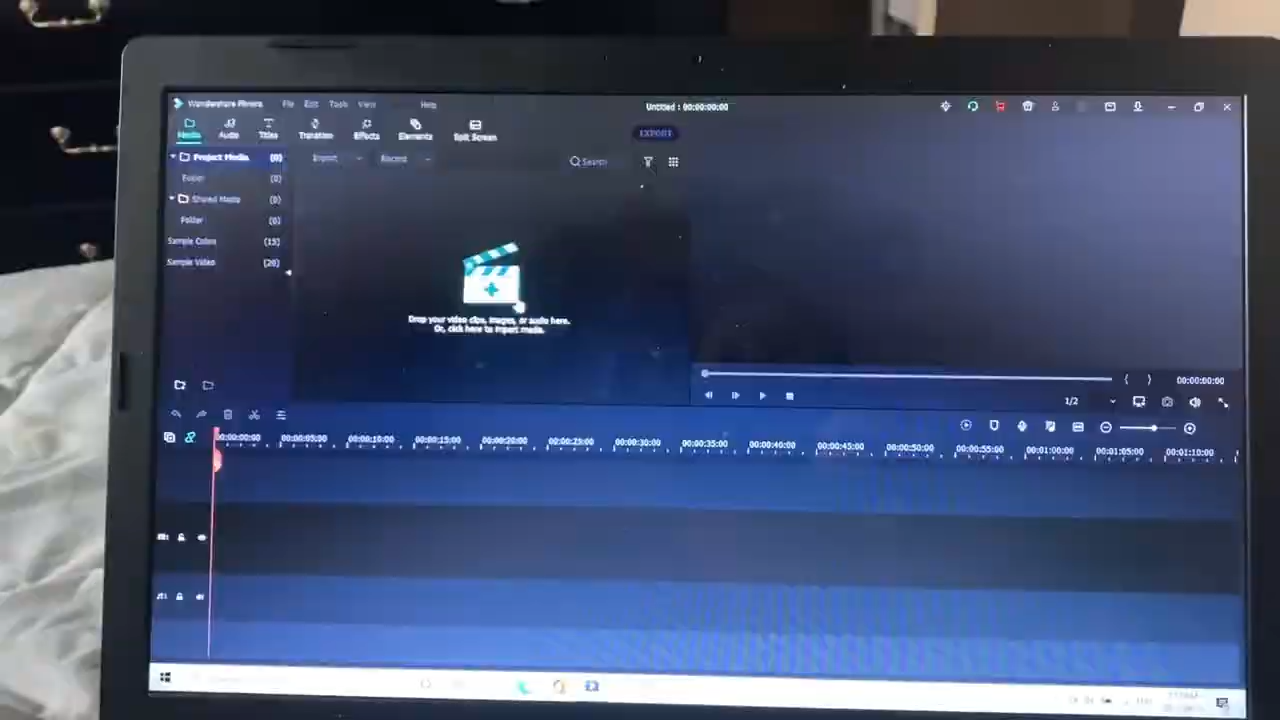 Wondershare Filmora File Edit Tools View Help Untitled : 00:00:00:00
Media Audio Titles Transition Effects Elements Split Screen EXPORT
Project Media (0) Import Record Search
Folder (0)
Shared Media (0)
Folder (0)
Sample Colors (15)
Sample Video (20)
Drop your video clips, images, or audio here.
Or, click here to import media.
00:00:00:00
1/2
00:00:00:00 00:00:05:00 00:00:10:00 00:00:15:00 00:00:20:00 00:00:25:00 00:00:30:00 00:00:35:00 00:00:40:00 00:00:45:00 00:00:50:00 00:00:55:00 00:01:00:00 00:01:05:00 00:01:10:00